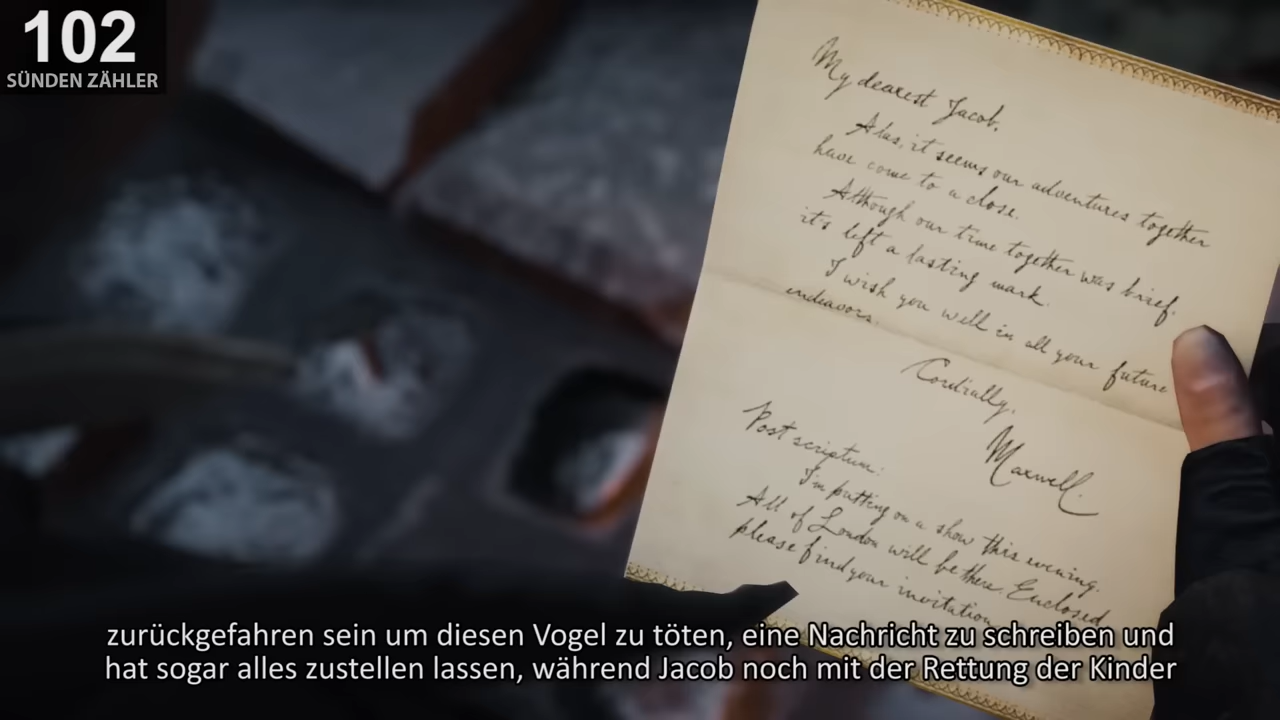 102
SÜNDEN ZÄHLER
My dearest Jacob,
Alas, it seems our adventures together
have come to a close.
Although our time together was brief,
it's left a lasting mark.
I wish you well in all your future
endeavors.
Cordially,
Maxwell.
Post scriptum:
I'm putting on a show this evening.
All of London will be there. Enclosed
please find your invitation
zurückgefahren sein um diesen Vogel zu töten, eine Nachricht zu schreiben und
hat sogar alles zustellen lassen, während Jacob noch mit der Rettung der Kinder